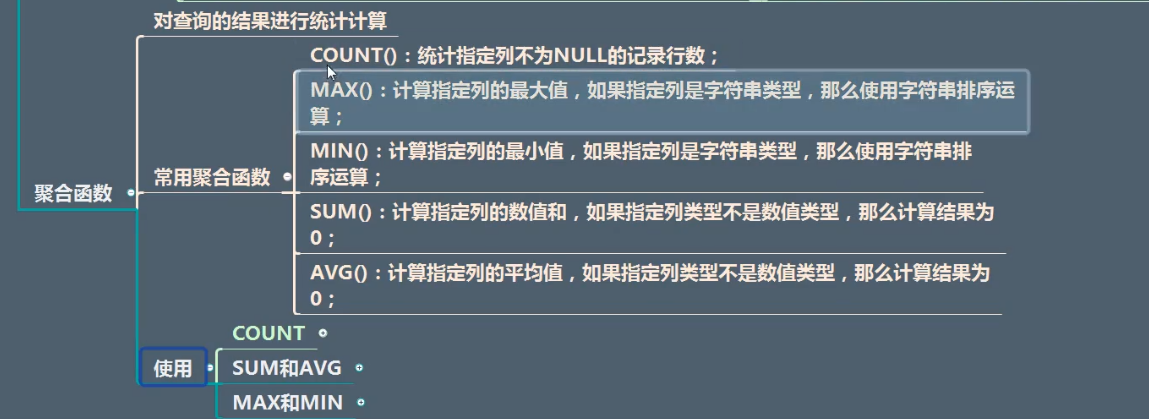 对查询的结果进行统计计算
COUNT()：统计指定列不为NULL的记录行数；
MAX()：计算指定列的最大值，如果指定列是字符串类型，那么使用字符串排序运
算；
MIN()：计算指定列的最小值，如果指定列是字符串类型，那么使用字符串排
序运算；
常用聚合函数
聚合函数
SUM()：计算指定列的数值和，如果指定列类型不是数值类型，那么计算结果为
0；
AVG()：计算指定列的平均值，如果指定列类型不是数值类型，那么计算结果为
0；
COUNT
使用
SUM和AVG
MAX和MIN